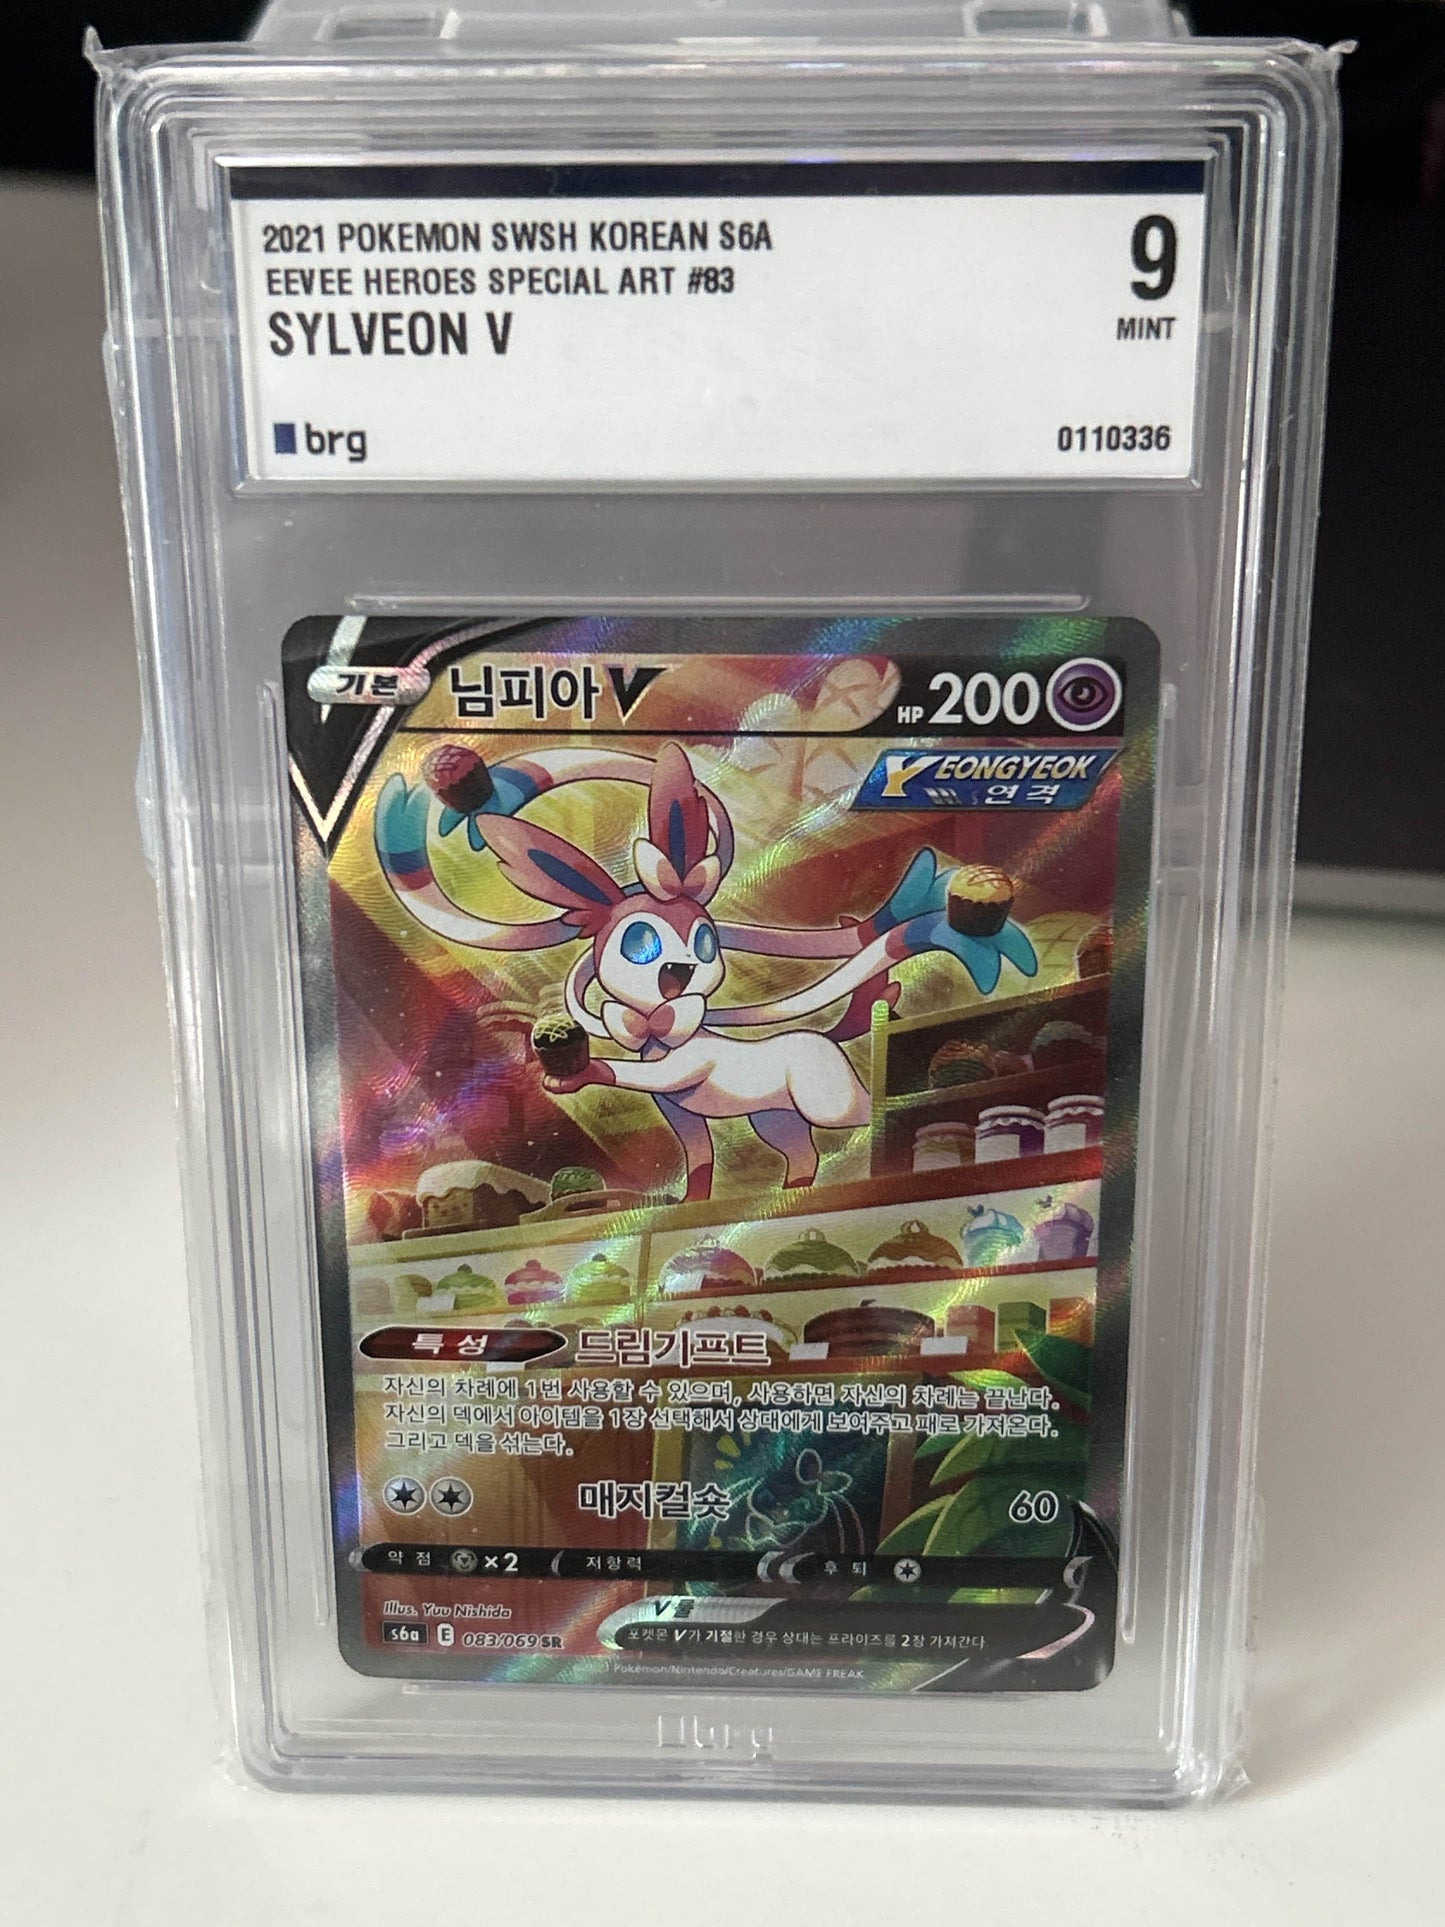 2021 POKEMON SWSH KOREAN S6A
EEVEE HEROES SPECIAL ART #83
SYLVEON V
9
MINT
brg
0110336
기본
님피아V
HP 200
YEONGYEOK
연격
특성
드림기프트
자신의 차례에 1번 사용할 수 있으며, 사용하면 자신의 차례는 끝난다.
자신의 덱에서 아이템을 1장 선택해서 상대에게 보여주고 패로 가져온다.
그리고 덱을 섞는다.
매지컬숏
60
약점 ×2 저항력 후퇴
Illus. Yuu Nishida
V룰
s6a E 083/069 SR
포켓몬 V가 기절한 경우 상대는 프라이즈를 2장 가져간다.
Pokémon/Nintendo/Creatures/GAME FREAK
brg